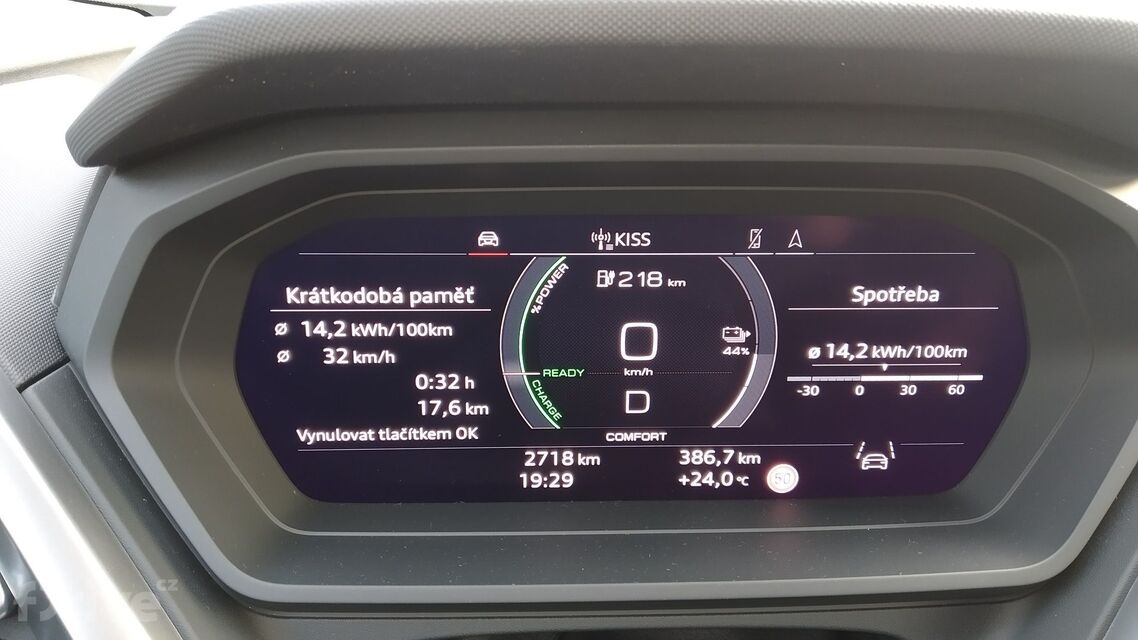 KISS
Krátkodobá paměť
ø 14,2 kWh/100km
ø 32 km/h
0:32 h
17,6 km
Vynulovat tlačítkem OK
% POWER
READY
CHARGE
218 km
0
km/h
D
COMFORT
44%
Spotřeba
ø 14,2 kWh/100km
-30 0 30 60
2718 km
386,7 km
19:29
+24,0 °C
50